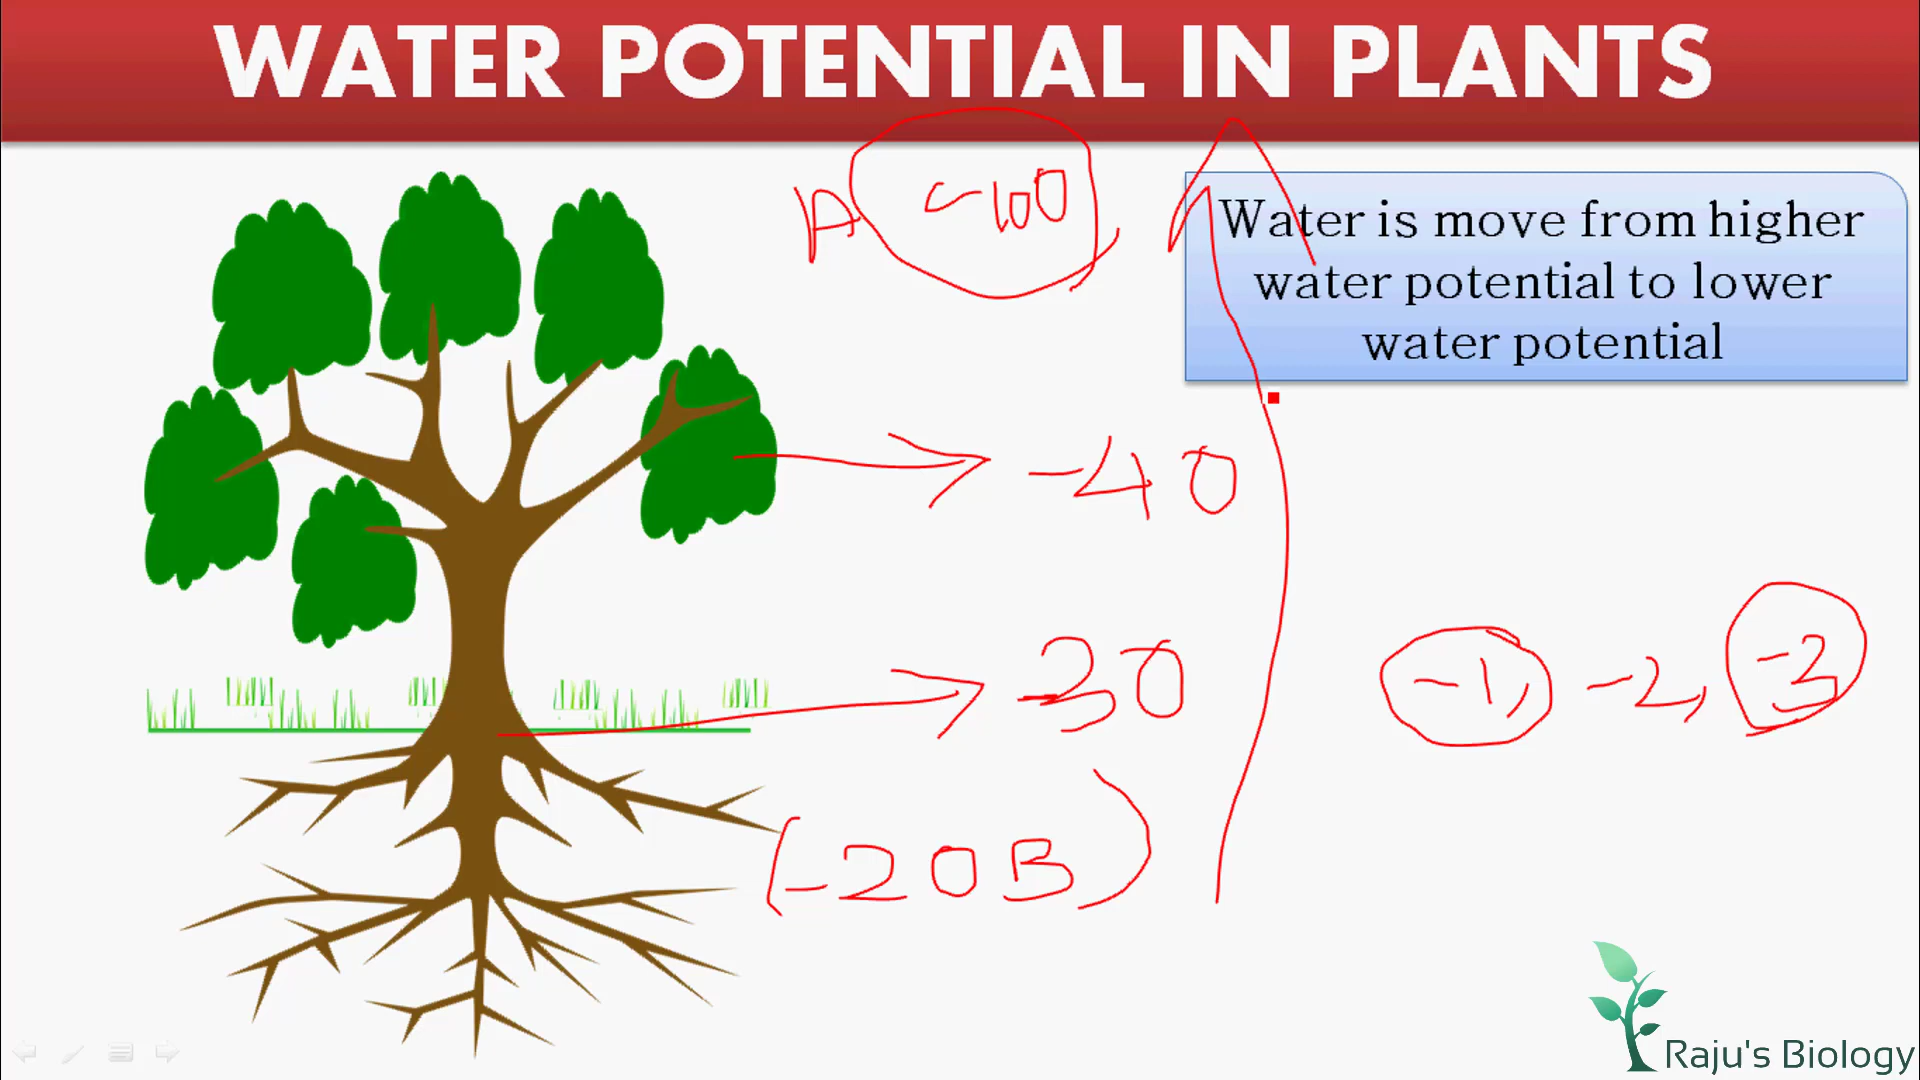 WATER POTENTIAL IN PLANTS
A -100
Water is move from higher
water potential to lower
water potential
-40
-30
-1, -2, -3
(-20B)
Raju's Biology